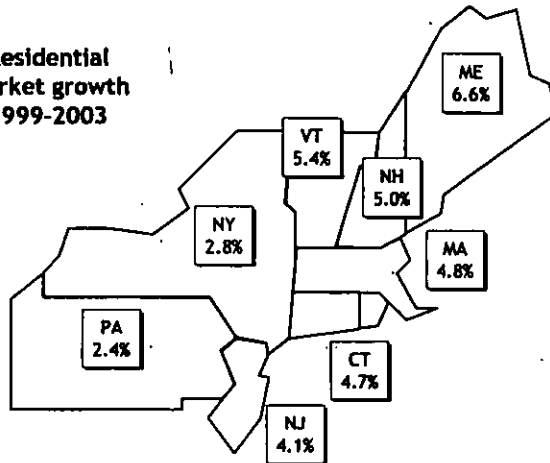 esidential
rket growth
999-2003
ME
6.6%
VT
5.4%
NH
5.0%
NY
2.8%
MA
4.8%
PA
2.4%
CT
4.7%
NJ
4.1%